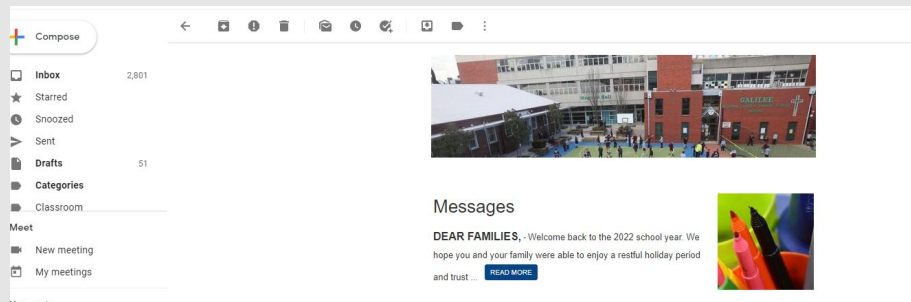 Compose
Inbox 2,801
Starred
Snoozed
Sent
Drafts 51
Categories
Classroom
Meet
New meeting
My meetings
GALILEE
Messages
DEAR FAMILIES, - Welcome back to the 2022 school year. We
hope you and your family were able to enjoy a restful holiday period
and trust ... READ MORE